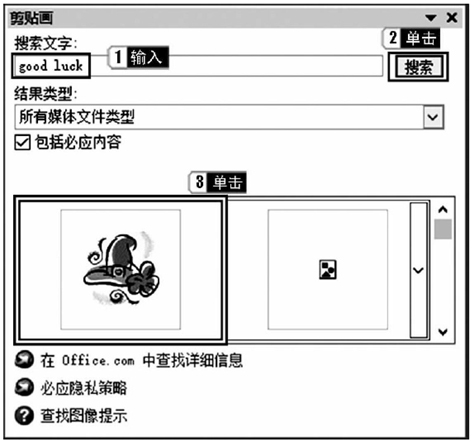 剪贴画
搜索文字:
2 单击
good luck
1 输入
搜索
结果类型:
所有媒体文件类型
包括必应内容
3 单击
在 Office.com 中查找详细信息
必应隐私策略
查找图像提示